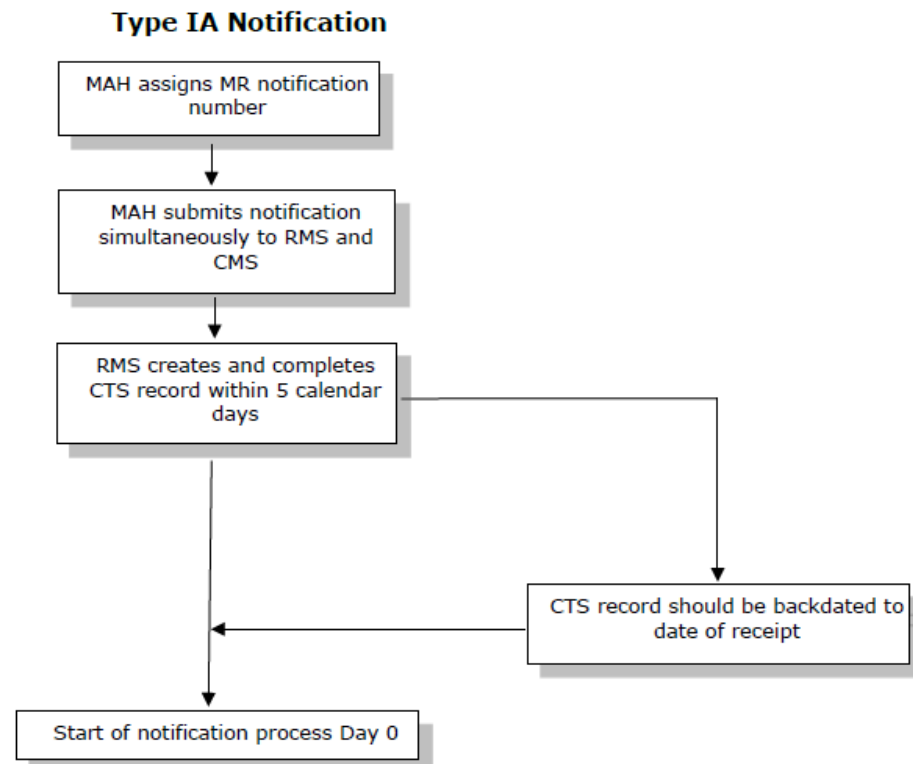 Type IA Notification
MAH assigns MR notification
number
MAH submits notification
simultaneously to RMS and
CMS
RMS creates and completes
CTS record within 5 calendar
days
CTS record should be backdated to
date of receipt
Start of notification process Day 0